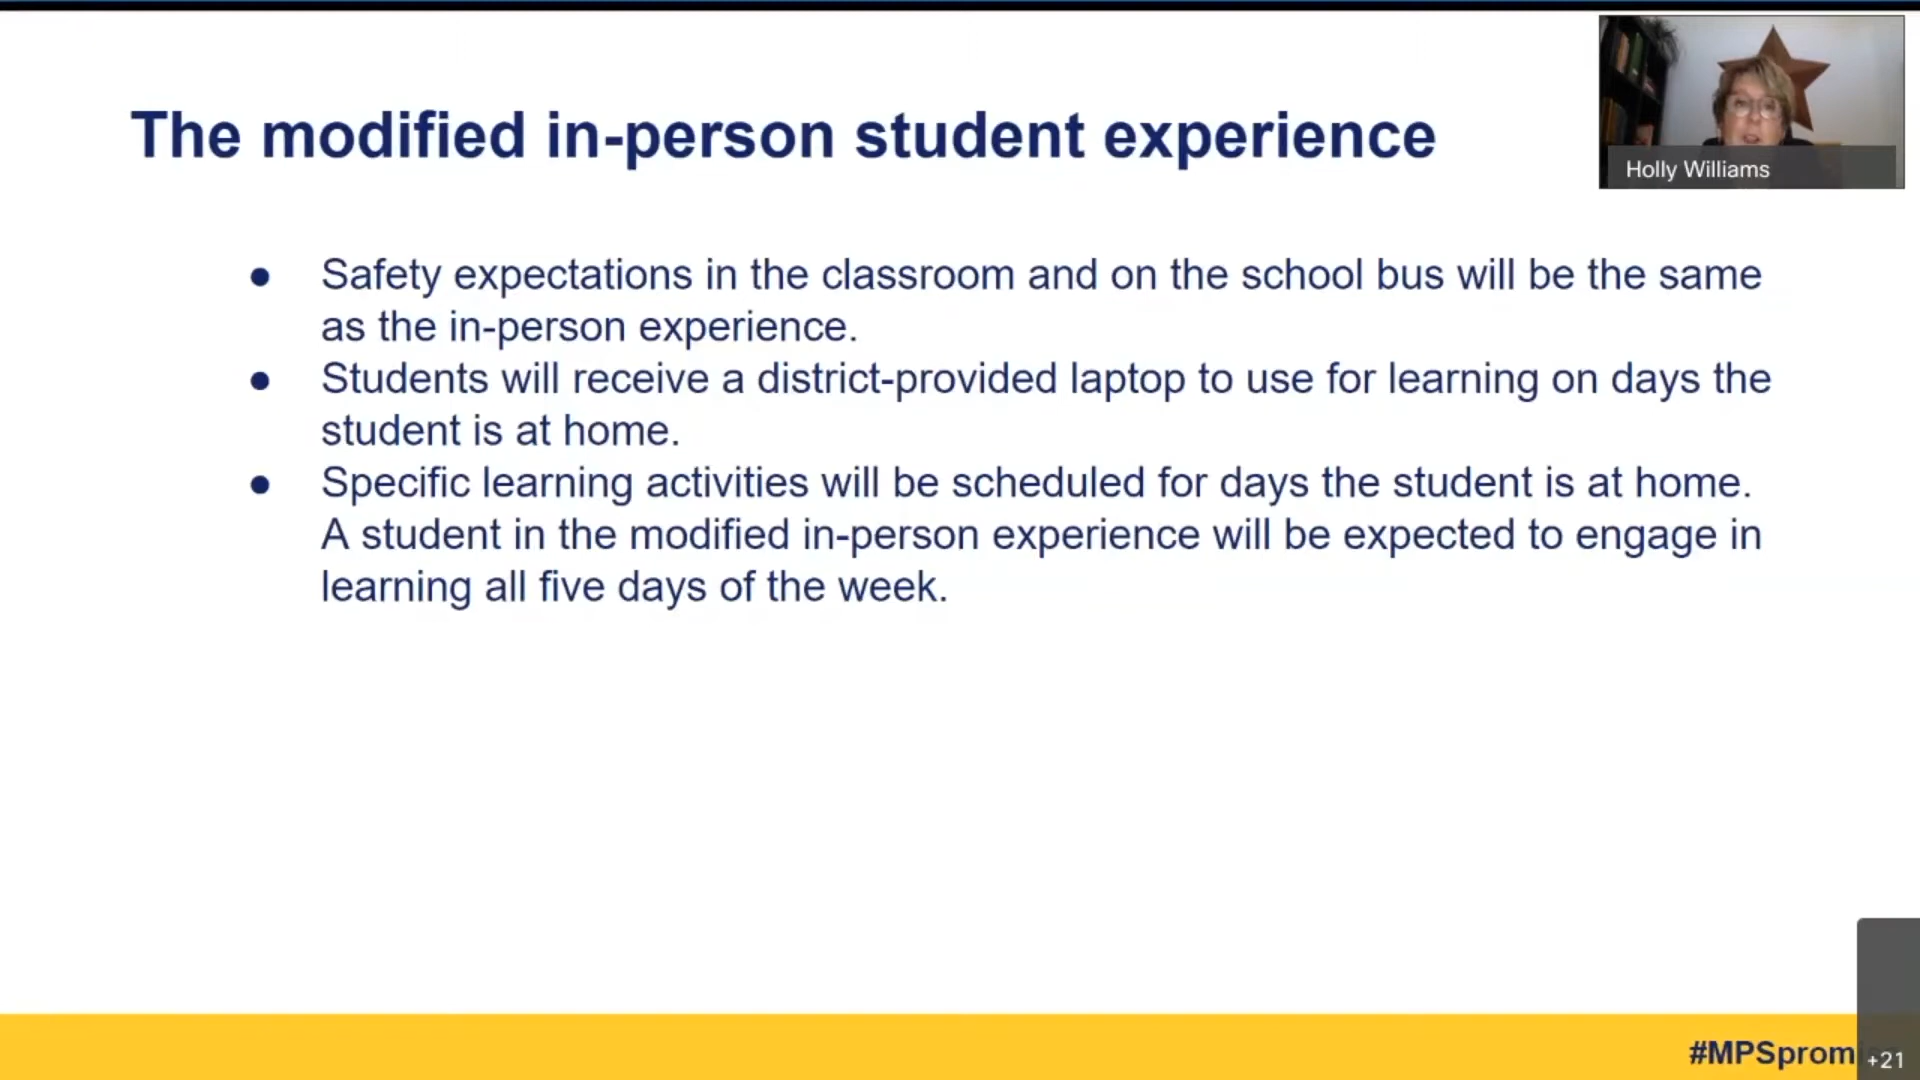 The modified in-person student experience
Holly Williams
● Safety expectations in the classroom and on the school bus will be the same
as the in-person experience.
● Students will receive a district-provided laptop to use for learning on days the
student is at home.
● Specific learning activities will be scheduled for days the student is at home.
A student in the modified in-person experience will be expected to engage in
learning all five days of the week.
#MPSprom
+21